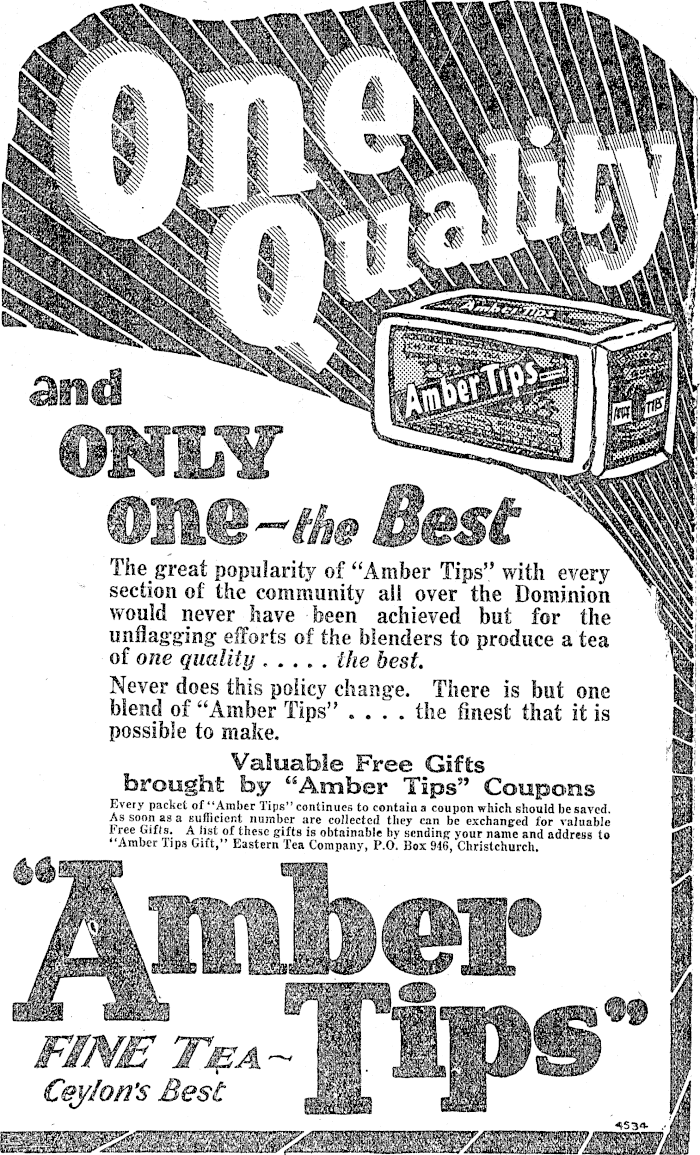 One
Quality
Amber Tips
Amber Tips
TIPS
and
ONLY
one - the Best
The great popularity of "Amber Tips" with every
section of the community all over the Dominion
would never have been achieved but for the
unflagging efforts of the blenders to produce a tea
of one quality ..... the best.
Never does this policy change. There is but one
blend of "Amber Tips" .... the finest that it is
possible to make.
Valuable Free Gifts
brought by "Amber Tips" Coupons
Every packet of "Amber Tips" continues to contain a coupon which should be saved.
As soon as a sufficient number are collected they can be exchanged for valuable
Free Gifts. A list of these gifts is obtainable by sending your name and address to
"Amber Tips Gift," Eastern Tea Company, P.O. Box 946, Christchurch.
"Amber
Tips"
FINE TEA~
Ceylon's Best
4534